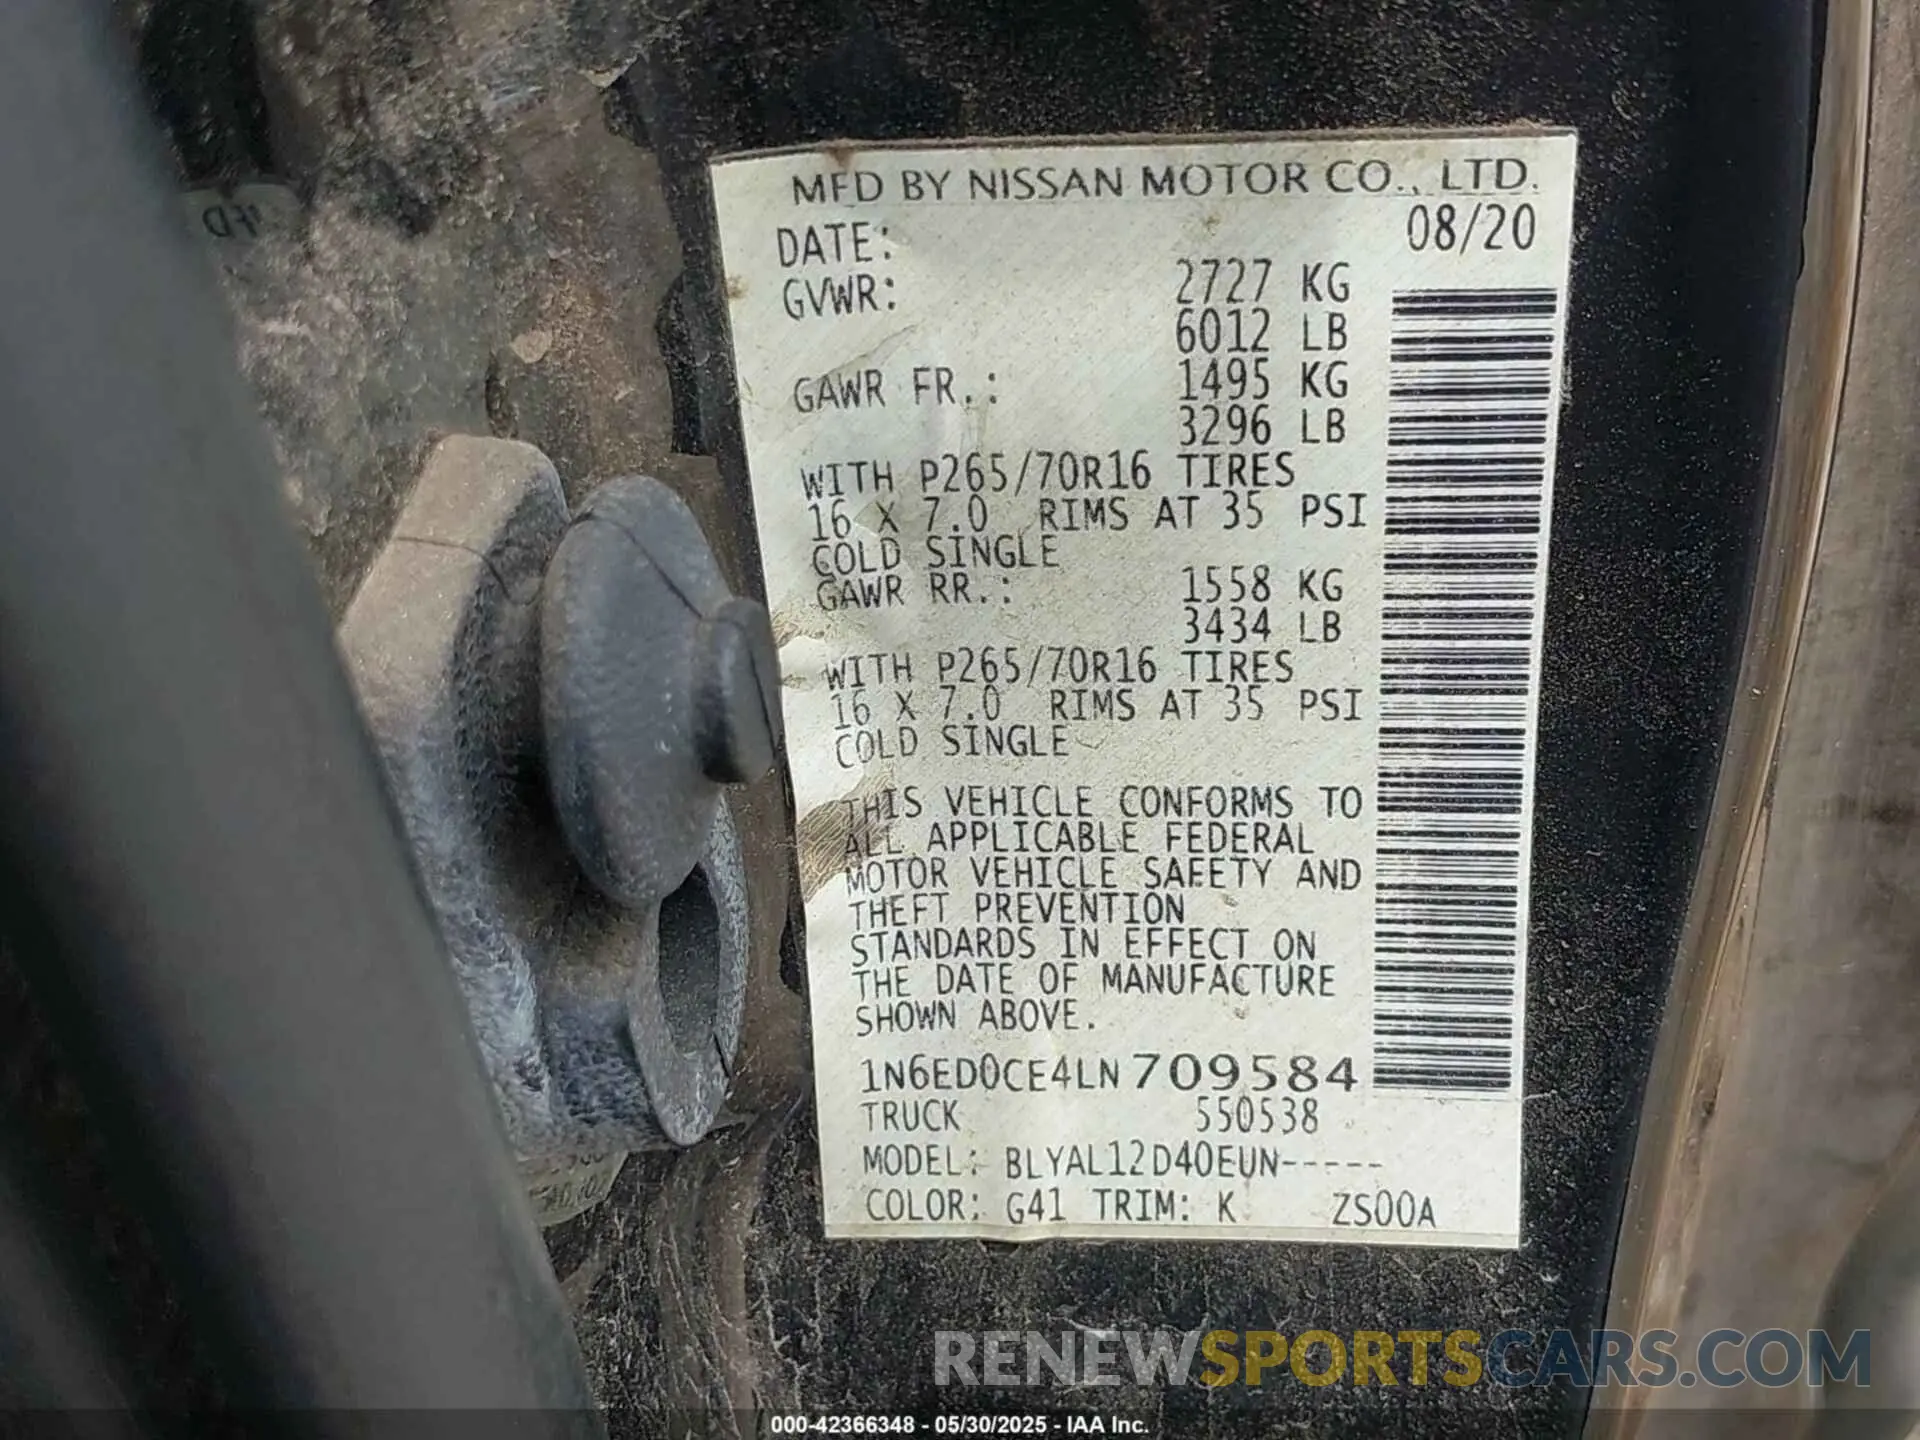 MFD BY NISSAN MOTOR CO., LTD.
DATE: 08/20
GVWR: 2727 KG
6012 LB
GAWR FR.: 1495 KG
3296 LB
WITH P265/70R16 TIRES
16 X 7.0 RIMS AT 35 PSI
COLD SINGLE
GAWR RR.: 1558 KG
3434 LB
WITH P265/70R16 TIRES
16 X 7.0 RIMS AT 35 PSI
COLD SINGLE
THIS VEHICLE CONFORMS TO
ALL APPLICABLE FEDERAL
MOTOR VEHICLE SAFETY AND
THEFT PREVENTION
STANDARDS IN EFFECT ON
THE DATE OF MANUFACTURE
SHOWN ABOVE.
1N6ED0CE4LN709584
TRUCK 550538
MODEL: BLYAL12D40EUN-----
COLOR: G41 TRIM: K ZS00A
RENEWSPORTSCARS.COM
000-42366348 - 05/30/2025 - IAA Inc.